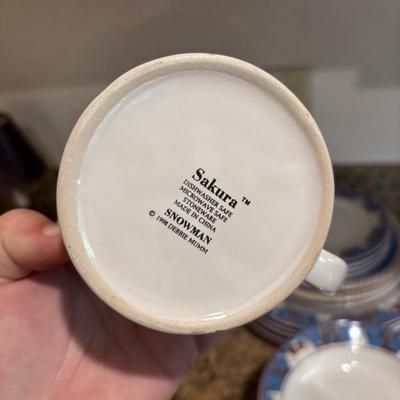 Sakura ™
DISHWASHER SAFE
MICROWAVE SAFE
STONEWARE
MADE IN CHINA
SNOWMAN
© 1998 DEBBIE MUMM